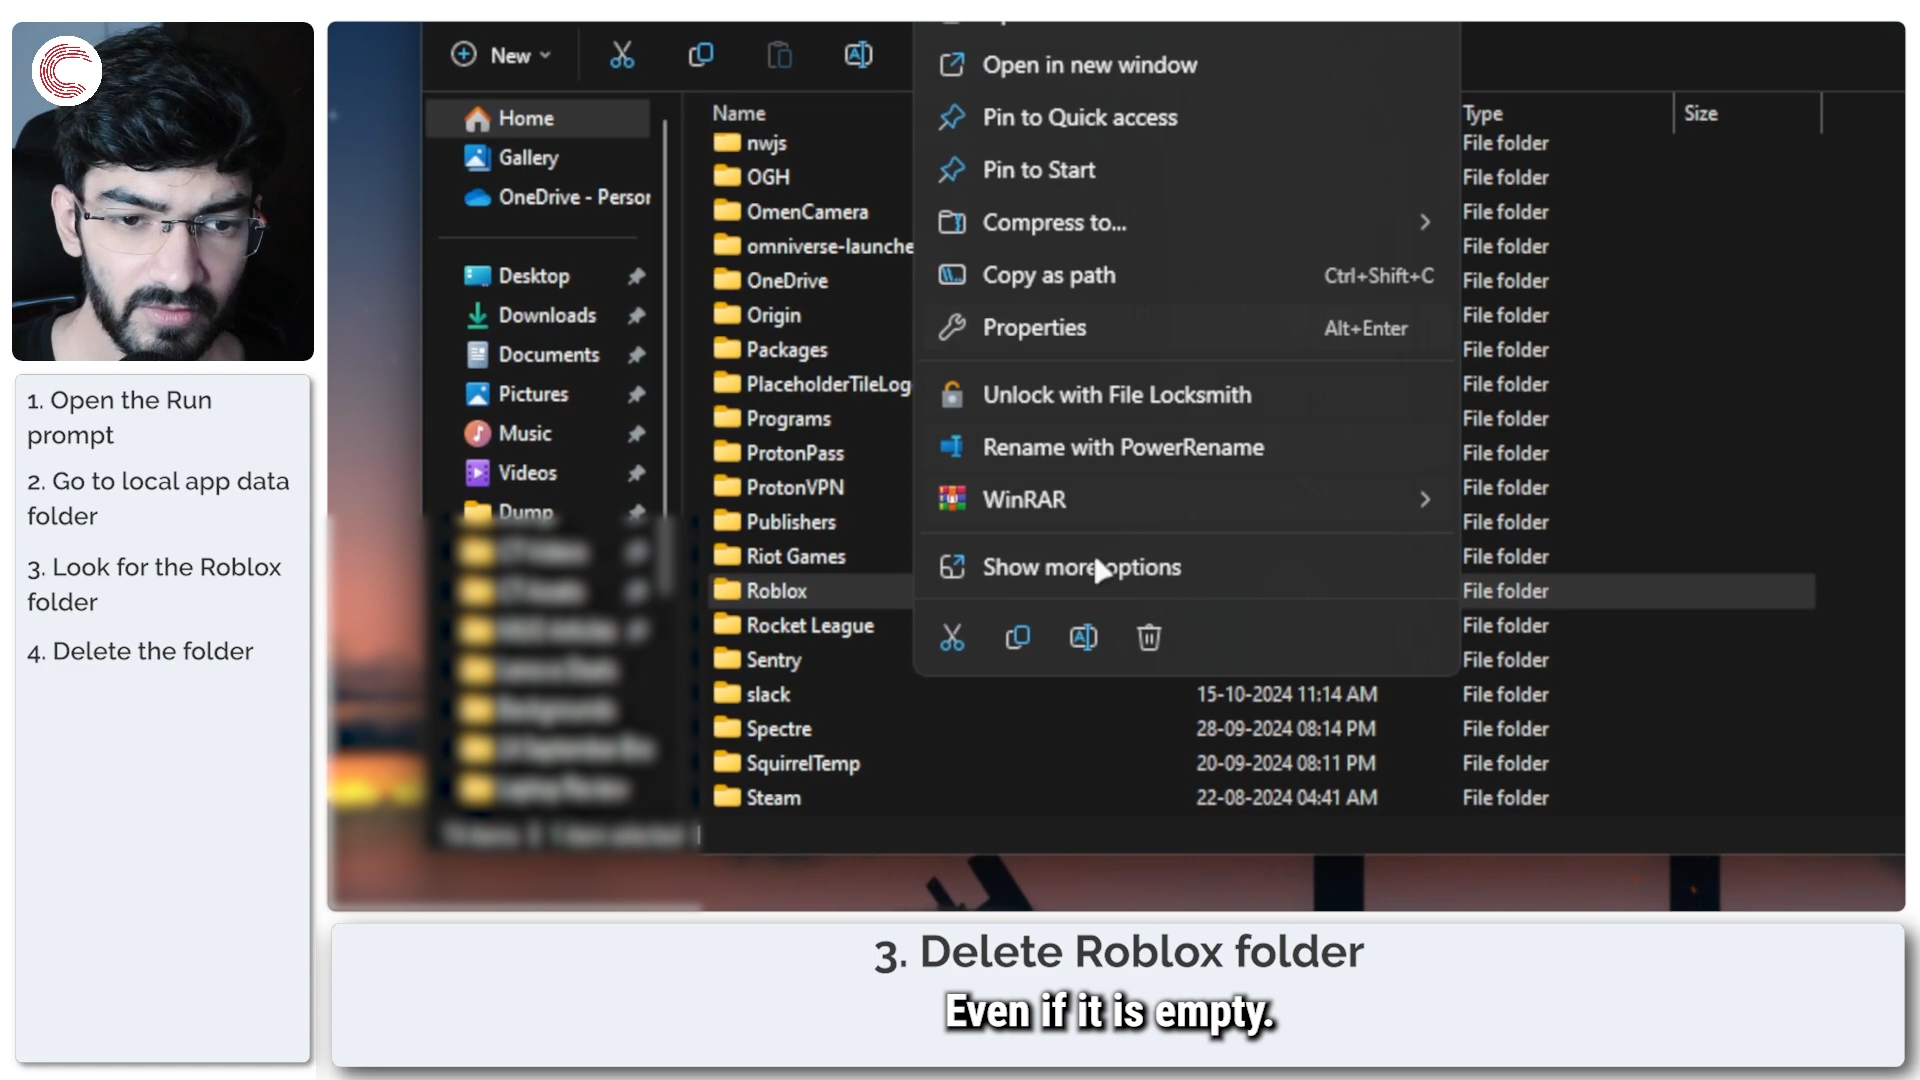 1. Open the Run
prompt
2. Go to local app data
folder
3. Look for the Roblox
folder
4. Delete the folder
New
Home
Gallery
OneDrive - Persor
Desktop
Downloads
Documents
Pictures
Music
Videos
Dump
Name
Type
Size
nwjs
File folder
OGH
File folder
OmenCamera
File folder
omniverse-launche
File folder
OneDrive
File folder
Origin
File folder
Packages
File folder
PlaceholderTileLog
File folder
Programs
File folder
ProtonPass
File folder
ProtonVPN
File folder
Publishers
File folder
Riot Games
File folder
Roblox
File folder
Rocket League
File folder
Sentry
File folder
slack 15-10-2024 11:14 AM File folder
Spectre 28-09-2024 08:14 PM File folder
SquirrelTemp 20-09-2024 08:11 PM File folder
Steam 22-08-2024 04:41 AM File folder
Open in new window
Pin to Quick access
Pin to Start
Compress to...
Copy as path Ctrl+Shift+C
Properties Alt+Enter
Unlock with File Locksmith
Rename with PowerRename
WinRAR
Show more options
3. Delete Roblox folder
Even if it is empty.